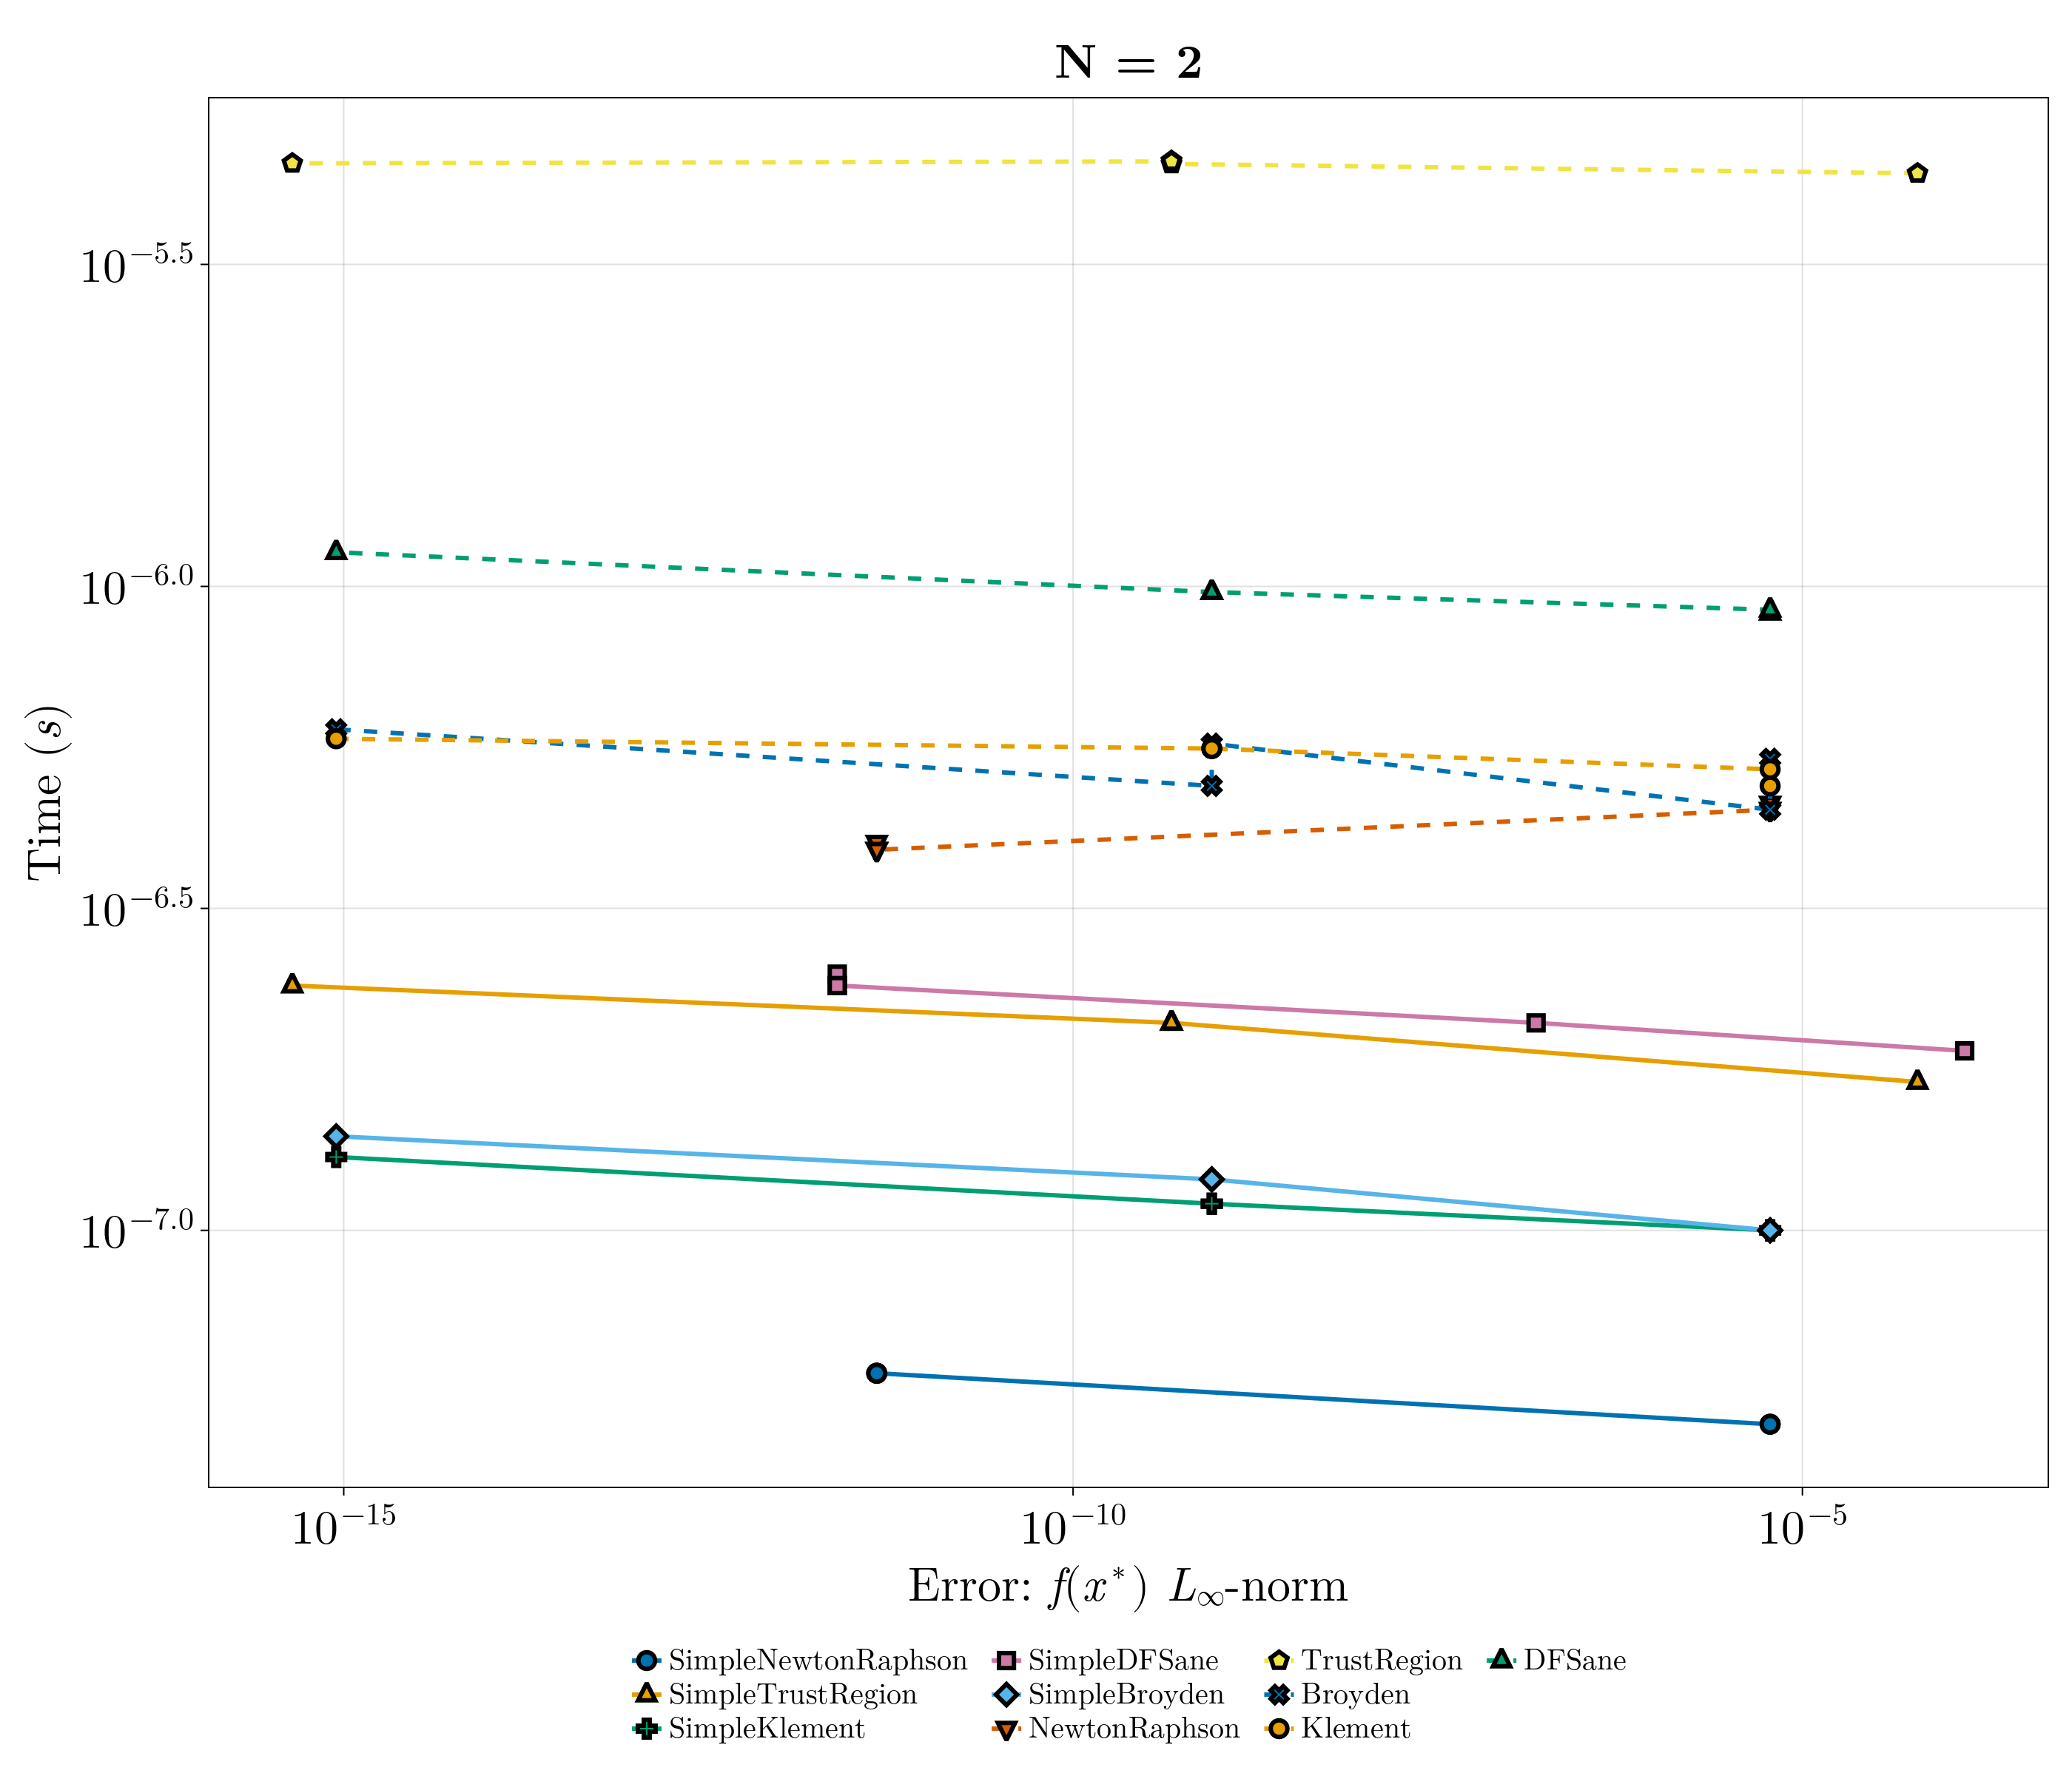 N = 2
Time (s)
10^−5.5
10^−6.0
10^−6.5
10^−7.0
10^−15
10^−10
10^−5
Error: f(x*) L∞-norm
SimpleNewtonRaphson SimpleDFSane TrustRegion DFSane
SimpleTrustRegion SimpleBroyden Broyden
SimpleKlement NewtonRaphson Klement